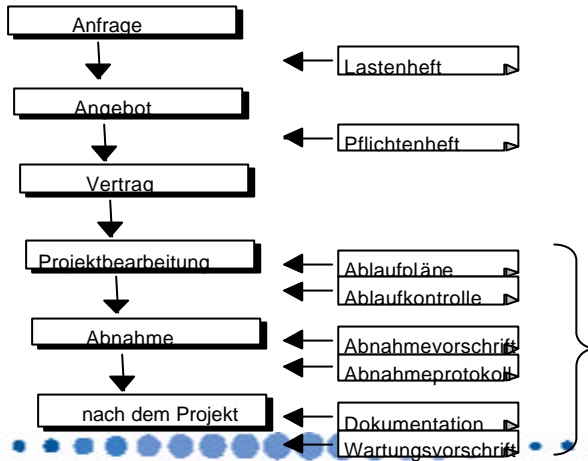 Anfrage
Lastenheft
Angebot
Pflichtenheft
Vertrag
Projektbearbeitung
Ablaufpläne
Ablaufkontrolle
Abnahme
Abnahmevorschrift
Abnahmeprotokoll
nach dem Projekt
Dokumentation
Wartungsvorschrift